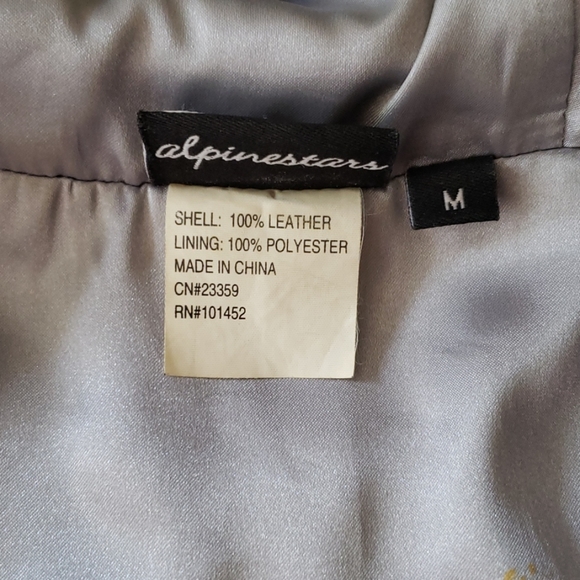 alpinestars
M
SHELL: 100% LEATHER
LINING: 100% POLYESTER
MADE IN CHINA
CN#23359
RN#101452